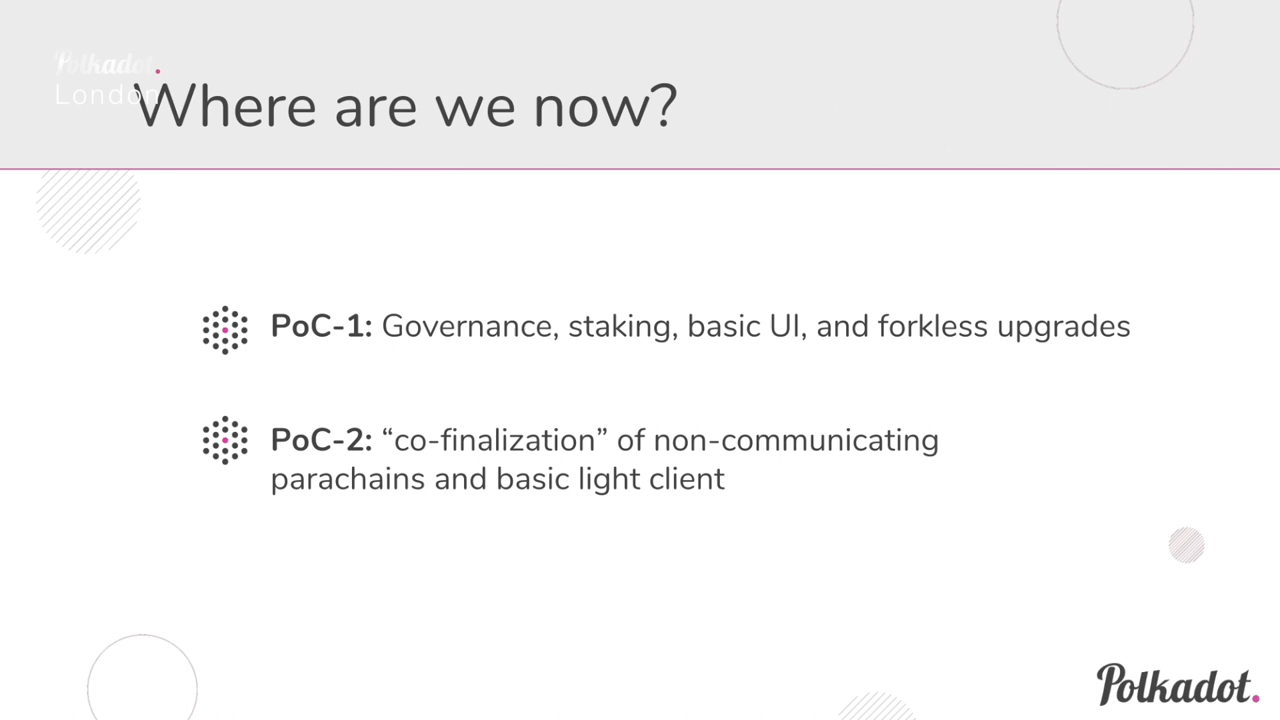 Polkadot.
London
Where are we now?
PoC-1: Governance, staking, basic UI, and forkless upgrades
PoC-2: “co-finalization” of non-communicating
parachains and basic light client
Polkadot.